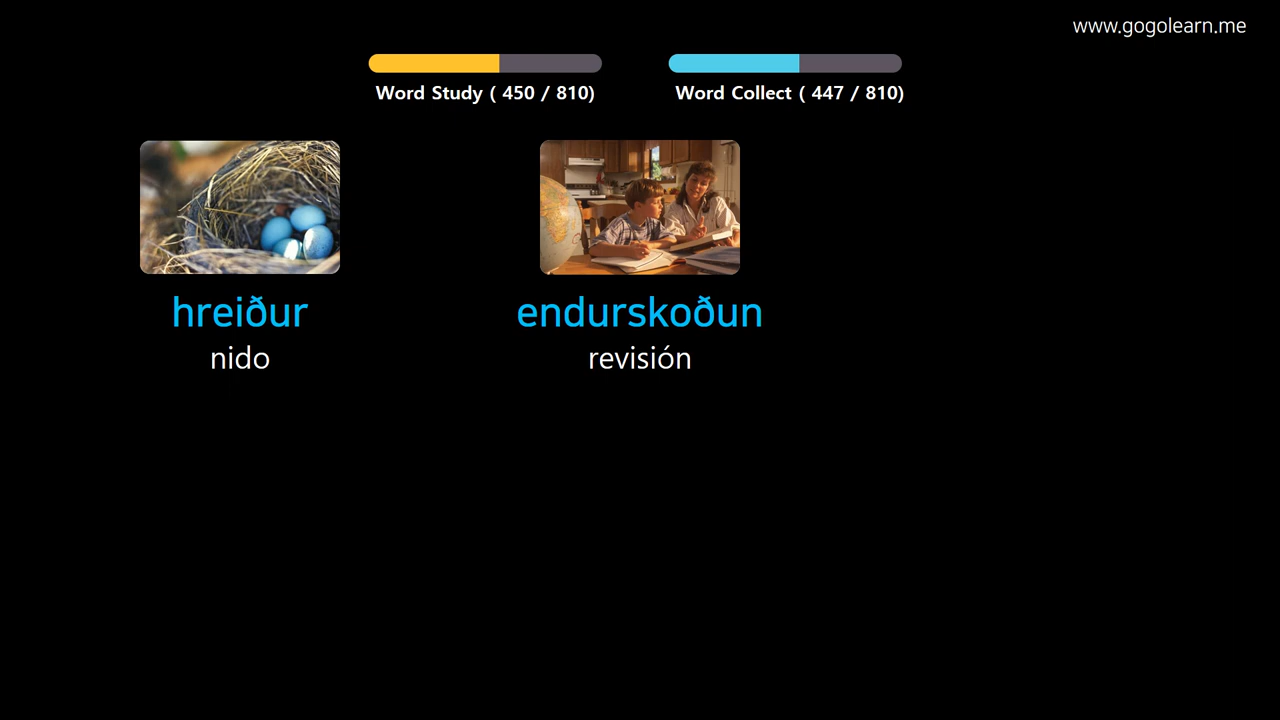 www.gogolearn.me
Word Study ( 450 / 810)
Word Collect ( 447 / 810)
hreiður
nido
endurskoðun
revisión